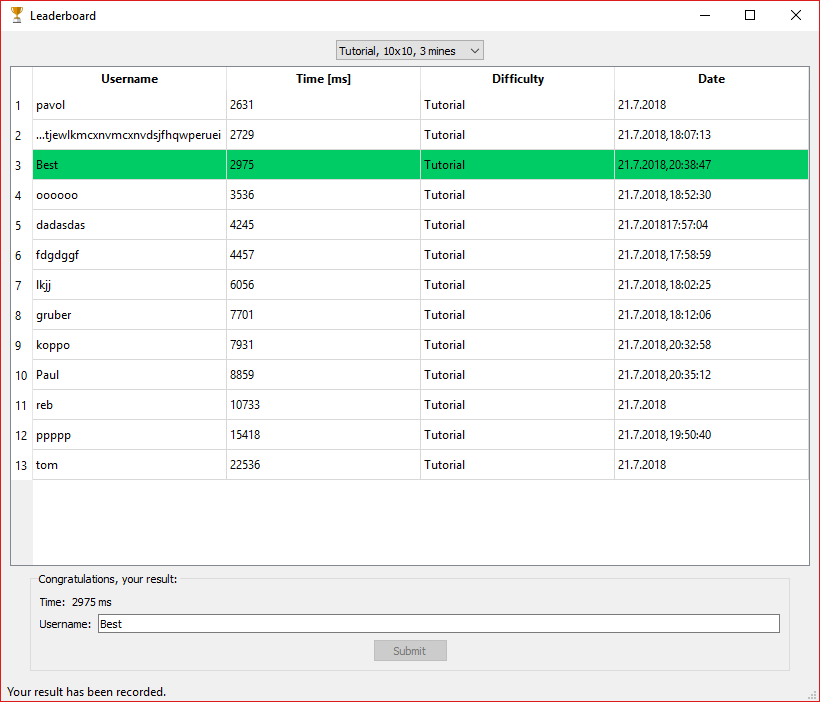 Leaderboard
Tutorial, 10x10, 3 mines
Username Time [ms] Difficulty Date
1 pavol 2631 Tutorial 21.7.2018
2 ...tjewlkmcxnvmcxnvdsjfhqwperuei 2729 Tutorial 21.7.2018,18:07:13
3 Best 2975 Tutorial 21.7.2018,20:38:47
4 oooooo 3536 Tutorial 21.7.2018,18:52:30
5 dadasdas 4245 Tutorial 21.7.201817:57:04
6 fdgdggf 4457 Tutorial 21.7.2018,17:58:59
7 lkjj 6056 Tutorial 21.7.2018,18:02:25
8 gruber 7701 Tutorial 21.7.2018,18:12:06
9 koppo 7931 Tutorial 21.7.2018,20:32:58
10 Paul 8859 Tutorial 21.7.2018,20:35:12
11 reb 10733 Tutorial 21.7.2018
12 ppppp 15418 Tutorial 21.7.2018,19:50:40
13 tom 22536 Tutorial 21.7.2018
Congratulations, your result:
Time: 2975 ms
Username: Best
Submit
Your result has been recorded.